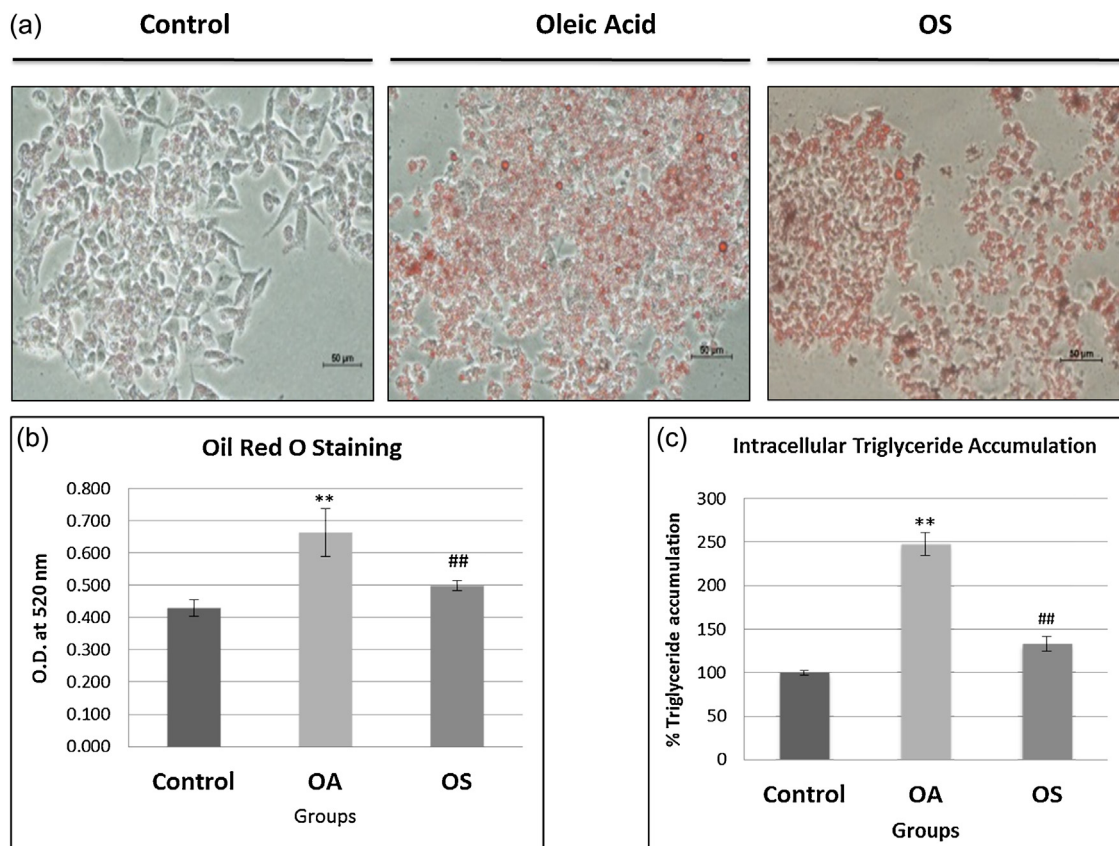 (a)
Control Oleic Acid OS
50 µm 50 µm 50 µm
(b)
Oil Red O Staining
O.D. at 520 nm
0.800
0.700
0.600
0.500
0.400
0.300
0.200
0.100
0.000
**
##
Control OA OS
Groups
(c)
Intracellular Triglyceride Accumulation
% Triglyceride accumulation
300
250
200
150
100
50
0
**
##
Control OA OS
Groups